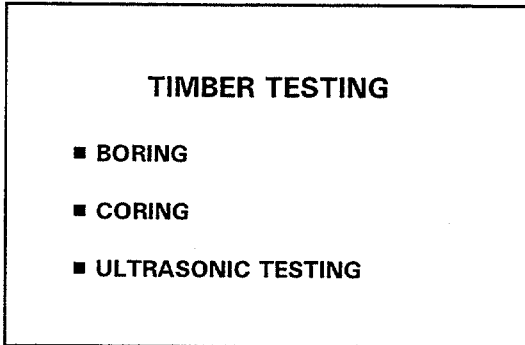 TIMBER TESTING
■ BORING
■ CORING
■ ULTRASONIC TESTING